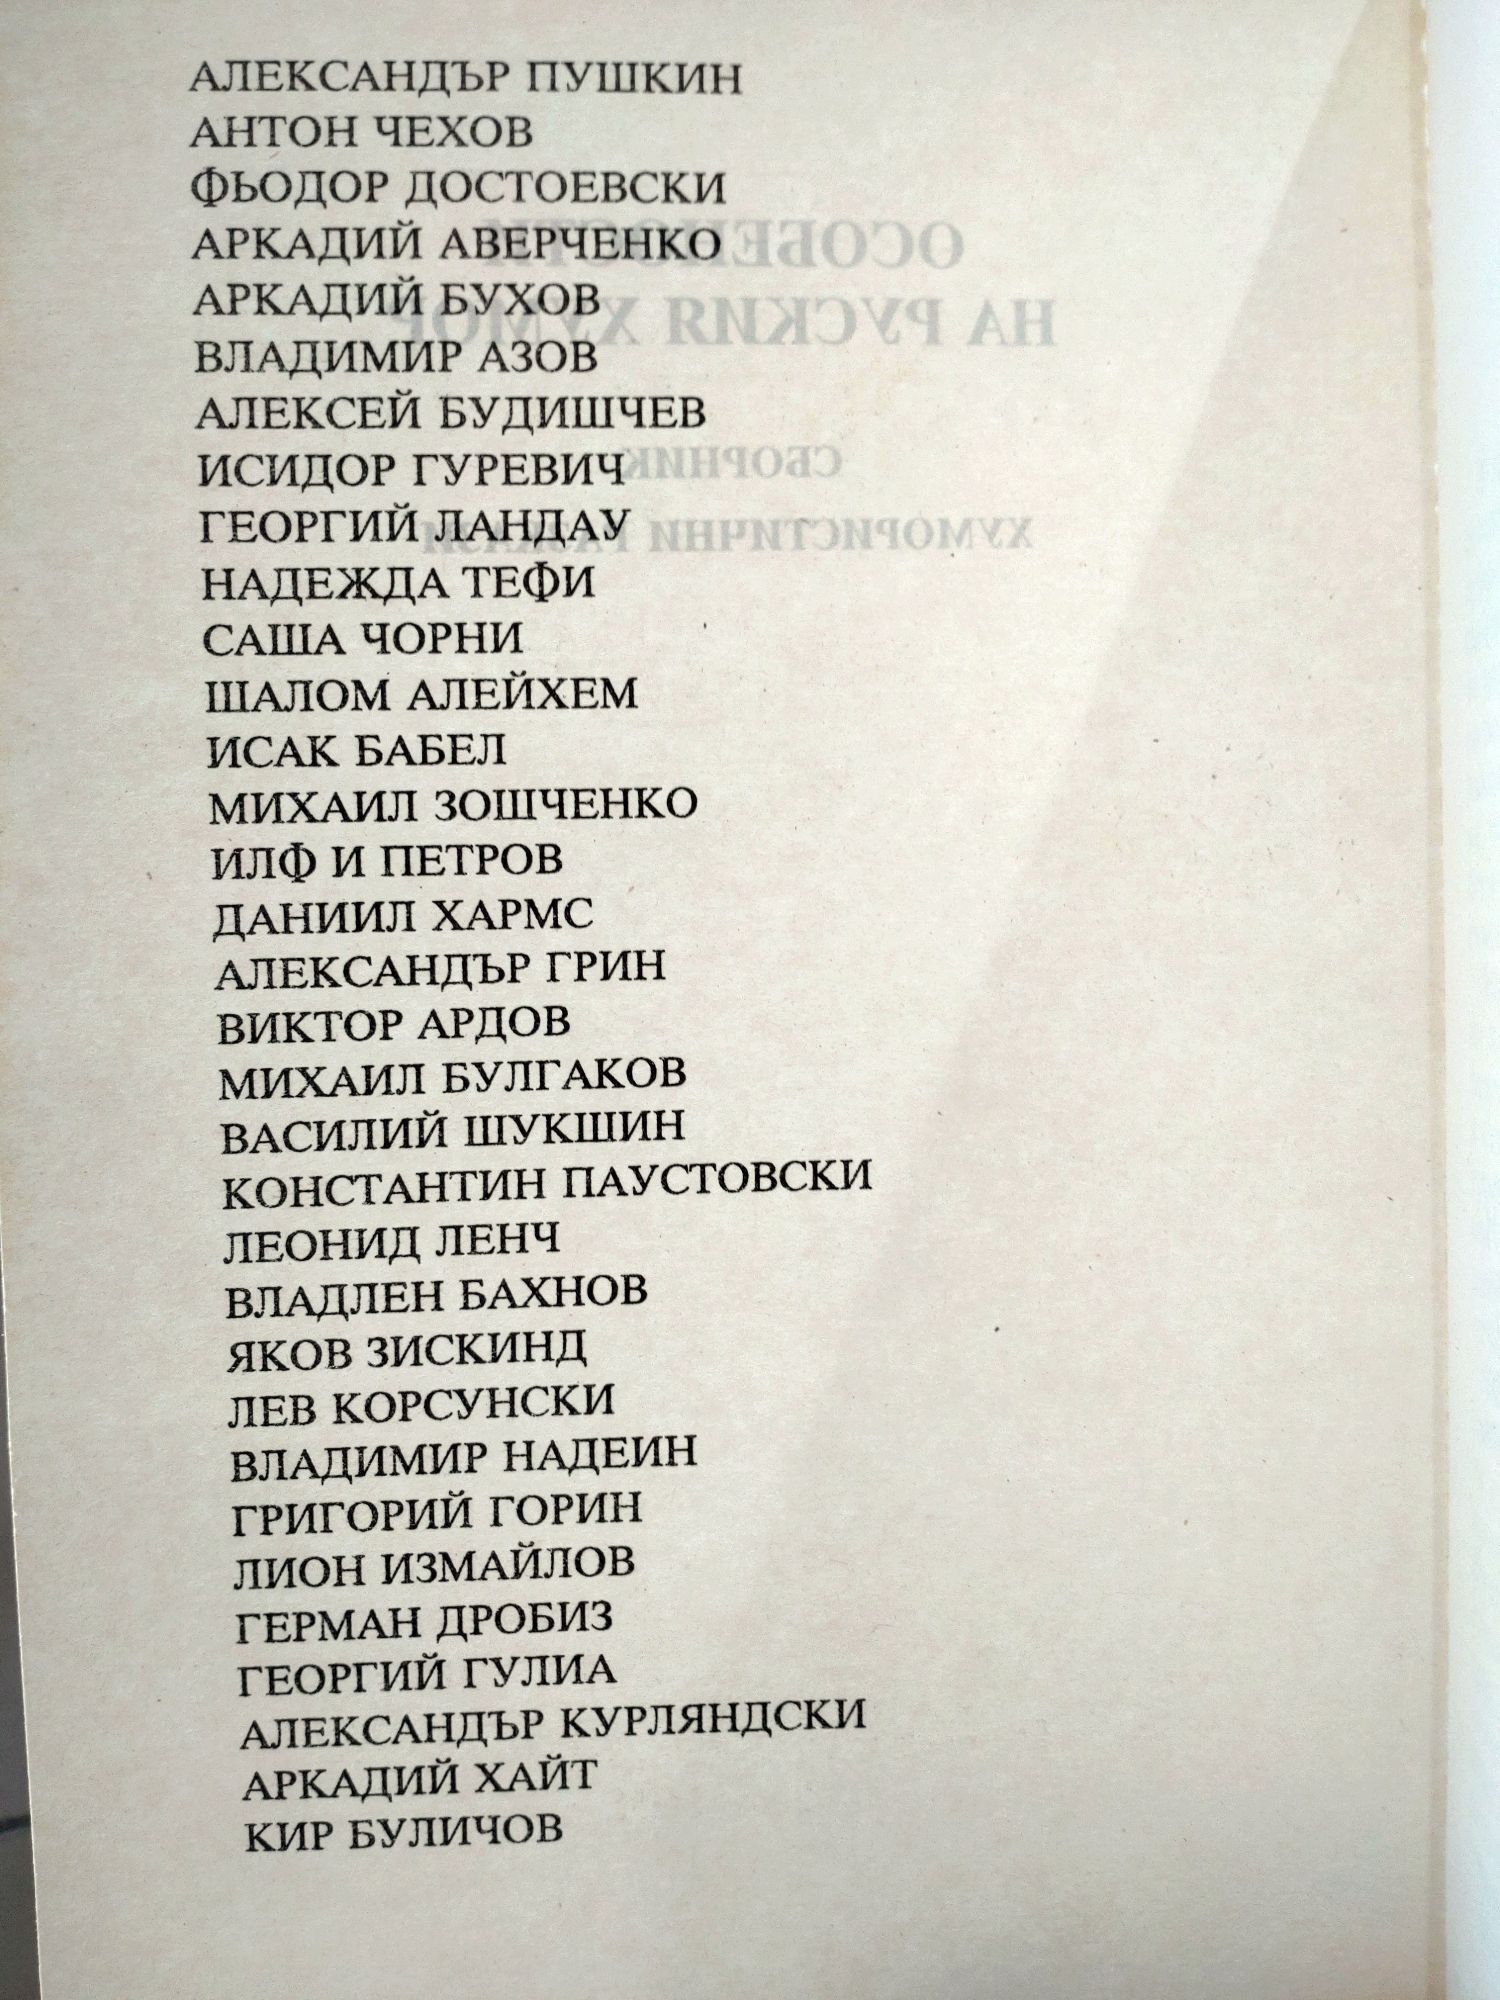 АЛЕКСАНДЪР ПУШКИН
АНТОН ЧЕХОВ
ФЬОДОР ДОСТОЕВСКИ
АРКАДИЙ АВЕРЧЕНКО
АРКАДИЙ БУХОВ
ВЛАДИМИР АЗОВ
АЛЕКСЕЙ БУДИШЧЕВ
ИСИДОР ГУРЕВИЧ
ГЕОРГИЙ ЛАНДАУ
НАДЕЖДА ТЕФИ
САША ЧОРНИ
ШАЛОМ АЛЕЙХЕМ
ИСАК БАБЕЛ
МИХАИЛ ЗОШЧЕНКО
ИЛФ И ПЕТРОВ
ДАНИИЛ ХАРМС
АЛЕКСАНДЪР ГРИН
ВИКТОР АРДОВ
МИХАИЛ БУЛГАКОВ
ВАСИЛИЙ ШУКШИН
КОНСТАНТИН ПАУСТОВСКИ
ЛЕОНИД ЛЕНЧ
ВЛАДЛЕН БАХНОВ
ЯКОВ ЗИСКИНД
ЛЕВ КОРСУНСКИ
ВЛАДИМИР НАДЕИН
ГРИГОРИЙ ГОРИН
ЛИОН ИЗМАЙЛОВ
ГЕРМАН ДРОБИЗ
ГЕОРГИЙ ГУЛИА
АЛЕКСАНДЪР КУРЛЯНДСКИ
АРКАДИЙ ХАЙТ
КИР БУЛИЧОВ